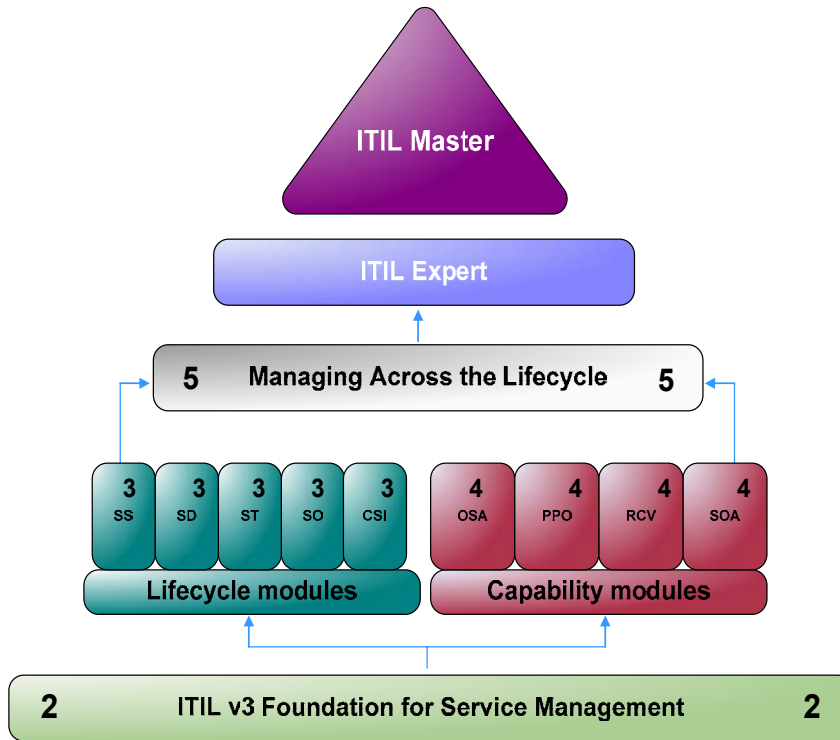 ITIL Master
ITIL Expert
5 Managing Across the Lifecycle 5
3 3 3 3 3 4 4 4 4
SS SD ST SO CSI OSA PPO RCV SOA
Lifecycle modules Capability modules
2 ITIL v3 Foundation for Service Management 2